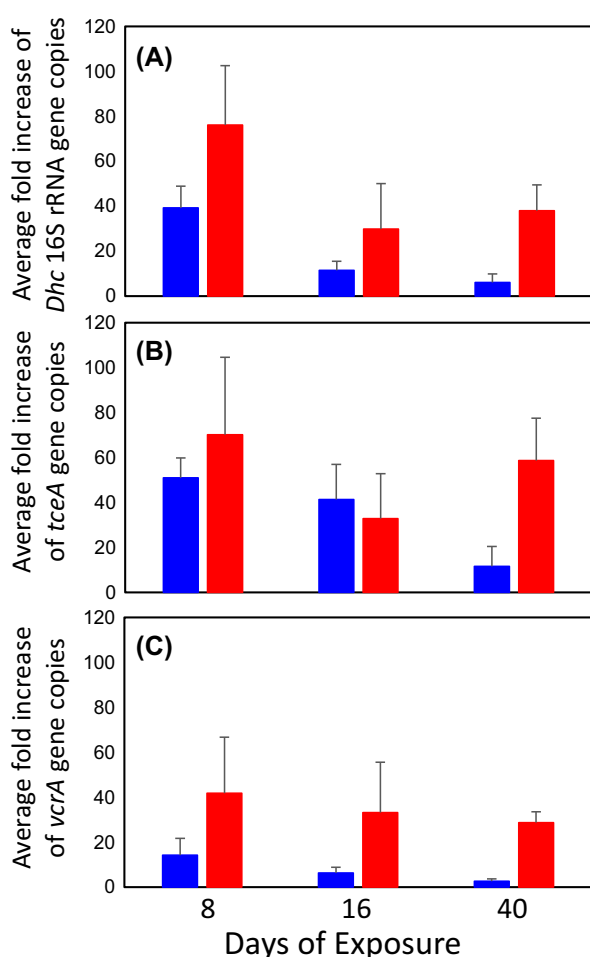 Average fold increase of
Dhc 16S rRNA gene copies
120
100
80
60
40
20
0
(A)
Average fold increase
of tceA gene copies
120
100
80
60
40
20
0
(B)
Average fold increase
of vcrA gene copies
120
100
80
60
40
20
0
(C)
8 16 40
Days of Exposure